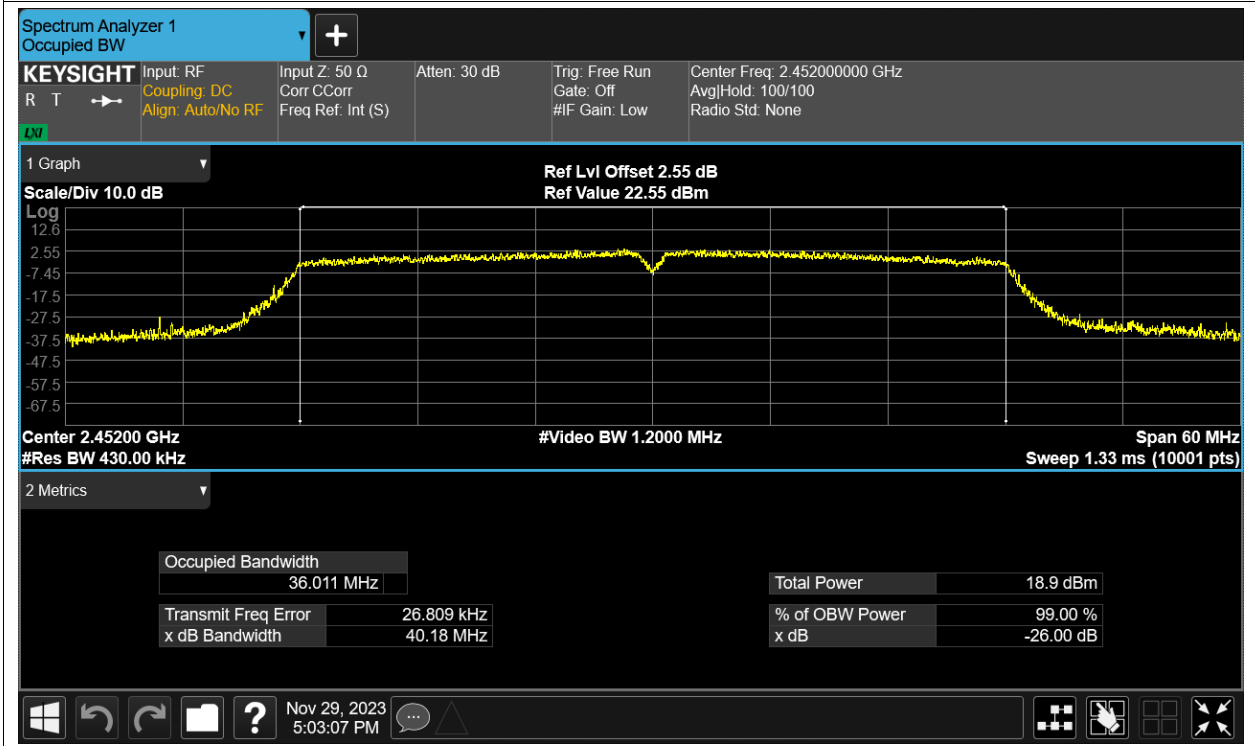 Spectrum Analyzer 1
Occupied BW
KEYSIGHT
R T
LXI
Input: RF
Coupling: DC
Align: Auto/No RF
Input Z: 50 Ω
Corr CCorr
Freq Ref: Int (S)
Atten: 30 dB
Trig: Free Run
Gate: Off
#IF Gain: Low
Center Freq: 2.452000000 GHz
Avg|Hold: 100/100
Radio Std: None
1 Graph
Scale/Div 10.0 dB
Ref Lvl Offset 2.55 dB
Ref Value 22.55 dBm
Log
12.6
2.55
-7.45
-17.5
-27.5
-37.5
-47.5
-57.5
-67.5
Center 2.45200 GHz
#Res BW 430.00 kHz
#Video BW 1.2000 MHz
Span 60 MHz
Sweep 1.33 ms (10001 pts)
2 Metrics
Occupied Bandwidth
36.011 MHz
Transmit Freq Error 26.809 kHz
x dB Bandwidth 40.18 MHz
Total Power 18.9 dBm
% of OBW Power 99.00 %
x dB -26.00 dB
?
Nov 29, 2023
5:03:07 PM